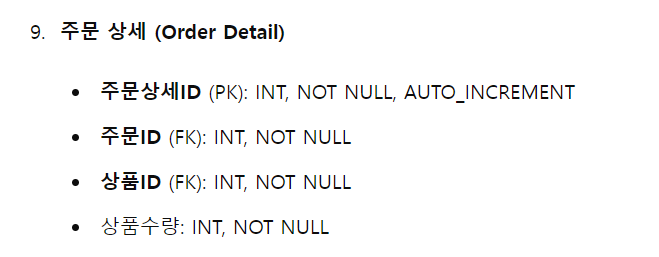 9. 주문 상세 (Order Detail)
• 주문상세ID (PK): INT, NOT NULL, AUTO_INCREMENT
• 주문ID (FK): INT, NOT NULL
• 상품ID (FK): INT, NOT NULL
• 상품수량: INT, NOT NULL